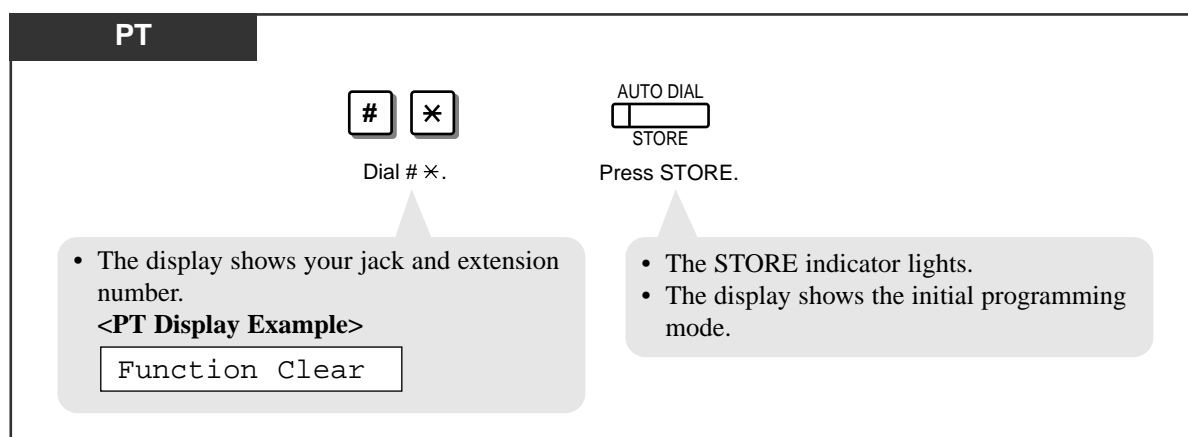 PT
# ✳
AUTO DIAL
STORE
Dial # ✳.
Press STORE.
• The display shows your jack and extension
number.
<PT Display Example>
Function Clear
• The STORE indicator lights.
• The display shows the initial programming
mode.